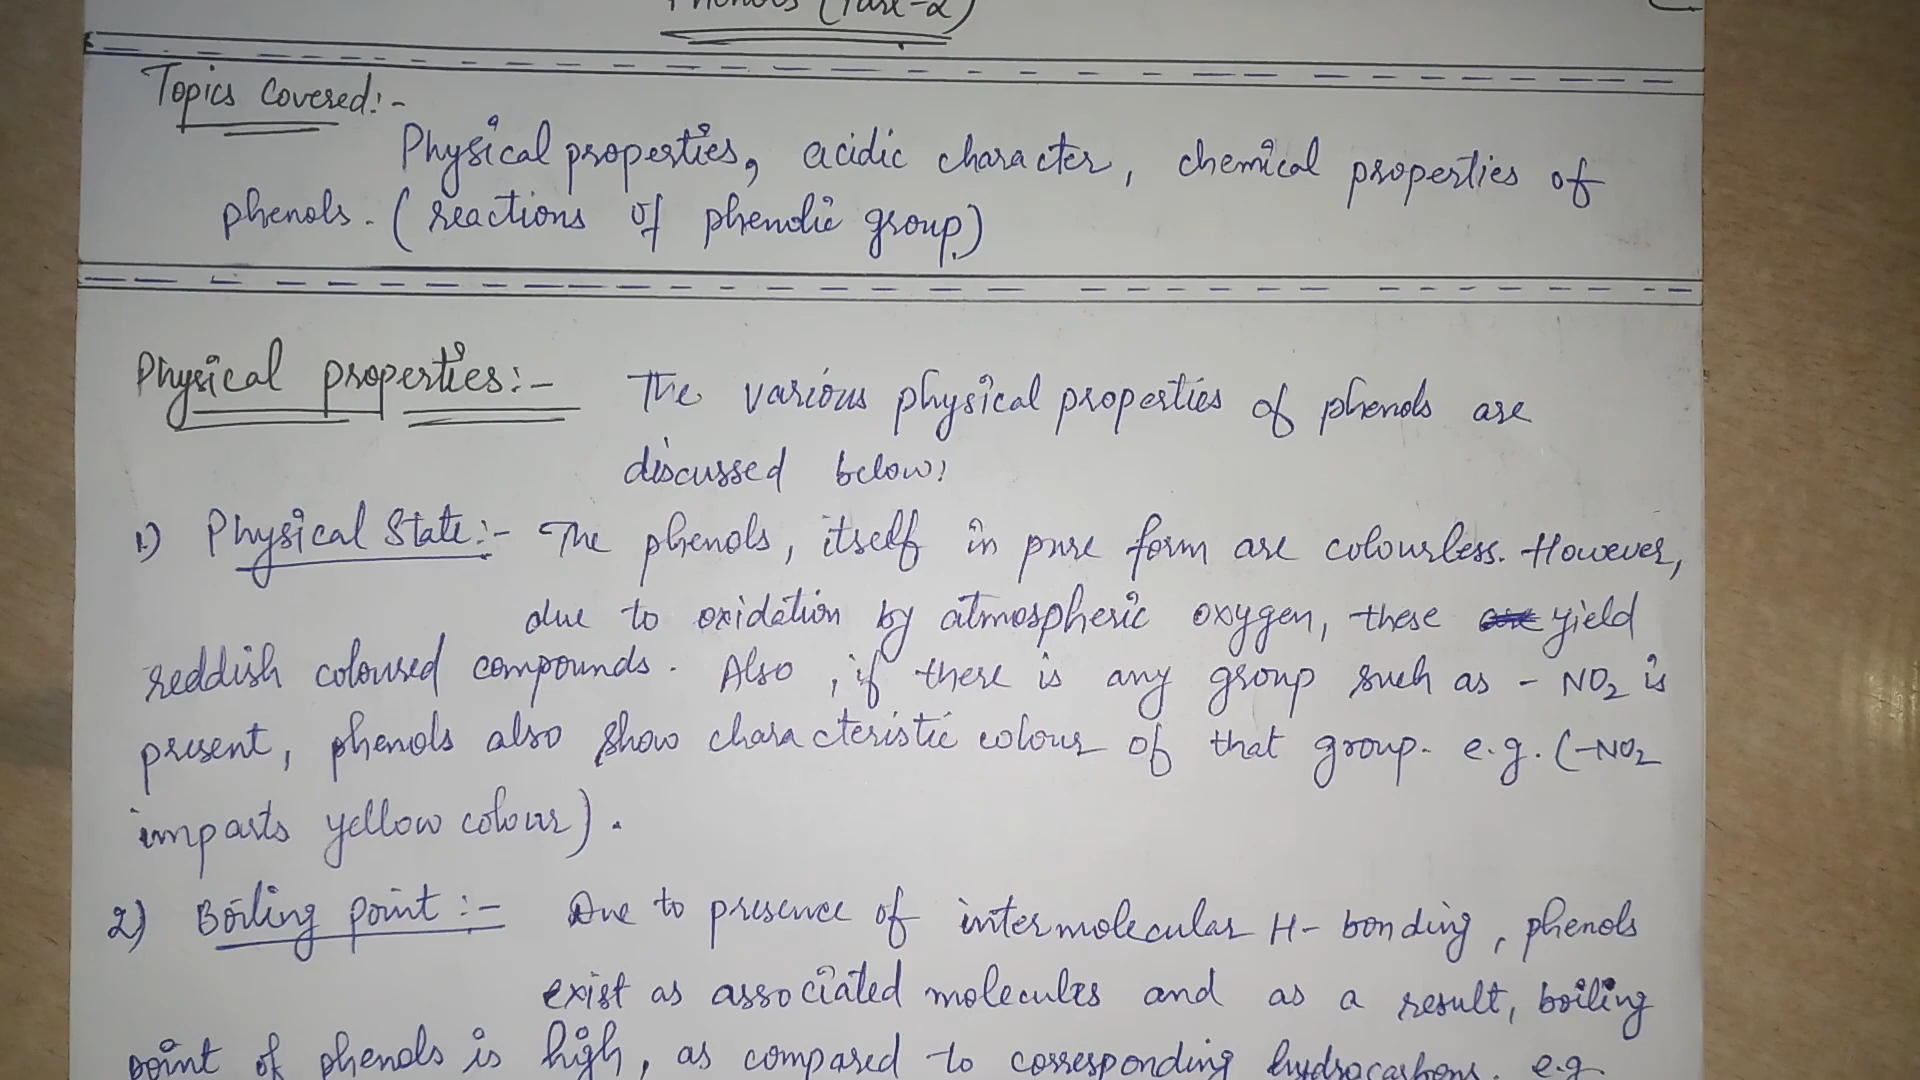 Phenols (Part-2)
Topics Covered:-
Physical properties, acidic character, chemical properties of
phenols. (reactions of phenolic group.)
Physical properties:- The various physical properties of phenols are
discussed below:
1) Physical State:- The phenols, itself in pure form are colourless. However,
due to oxidation by atmospheric oxygen, these yield
reddish coloured compounds. Also, if there is any group such as -NO2 is
present, phenols also show characteristic colour of that group. e.g. (-NO2
imparts yellow colour).
2) Boiling point:- Due to presence of intermolecular H-bonding, phenols
exist as associated molecules and as a result, boiling
point of phenols is high, as compared to corresponding hydrocarbons. e.g.